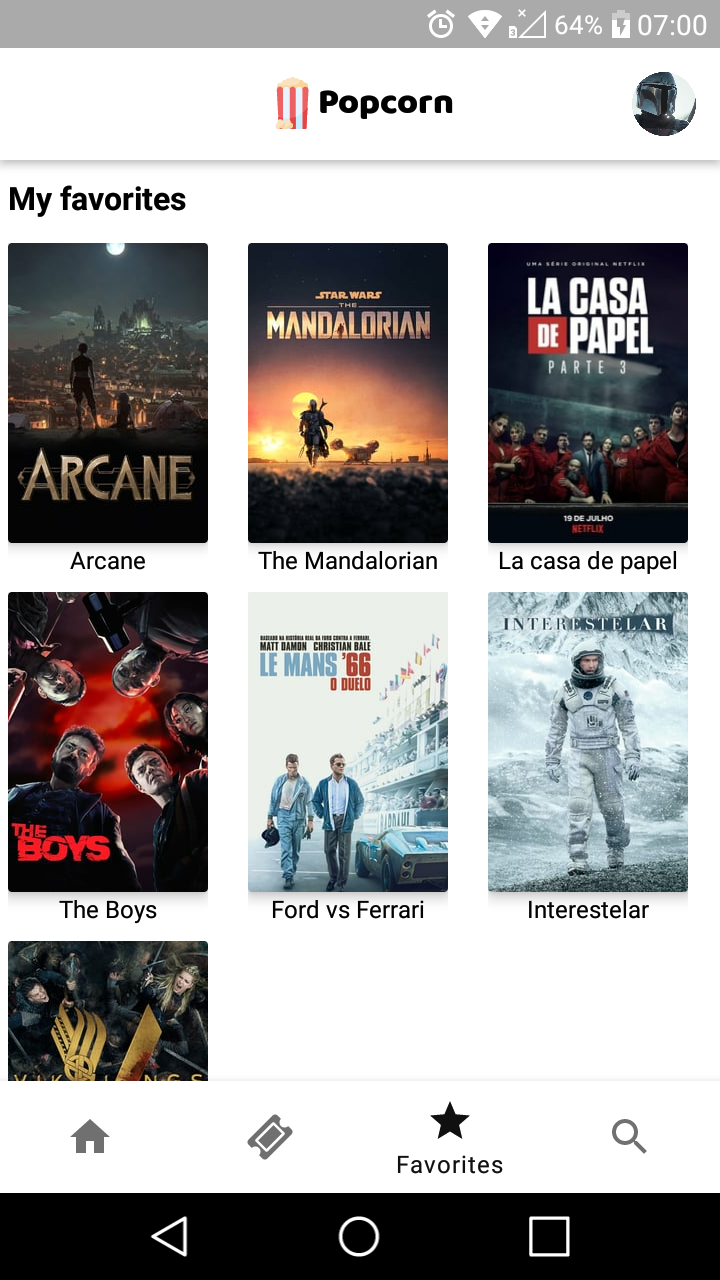 64% 07:00
3
Popcorn
My favorites
ARCANE
STAR WARS
THE
MANDALORIAN
UMA SÉRIE ORIGINAL NETFLIX
LA CASA
DE PAPEL
PARTE 3
19 DE JULHO
NETFLIX
Arcane
The Mandalorian
La casa de papel
THE
BOYS
BASEADO NA HISTÓRIA REAL DA FORD CONTRA A FERRARI.
MATT DAMON CHRISTIAN BALE
LE MANS '66
O DUELO
INTERESTELAR
The Boys
Ford vs Ferrari
Interestelar
VIKINGS
Favorites